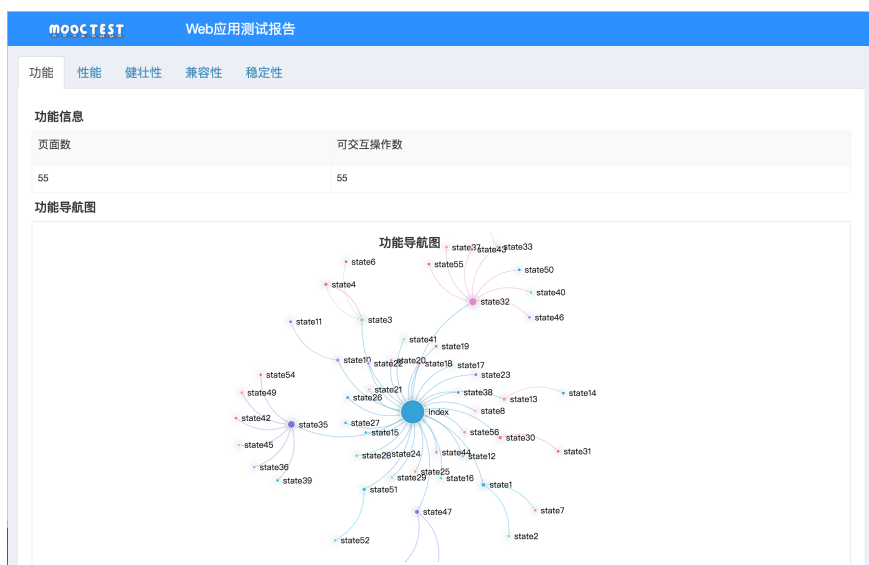 MOOCTEST Web应用测试报告
功能 性能 健壮性 兼容性 稳定性
功能信息
页面数 可交互操作数
55 55
功能导航图
功能导航图
state37 state43 state33
state6 state55
state50
state4
state40
state32
state3 state11
state46
state41
state19
state10 state22 state20 state18 state17
state54 state23
state21
state49 state26 state38 state14
state13
index state8
state42 state35 state27
state15 state56 state30
state45
state28 state24 state44 state12 state31
state36
state25
state39 state29 state16
state1
state51
state47 state7
state2
state52